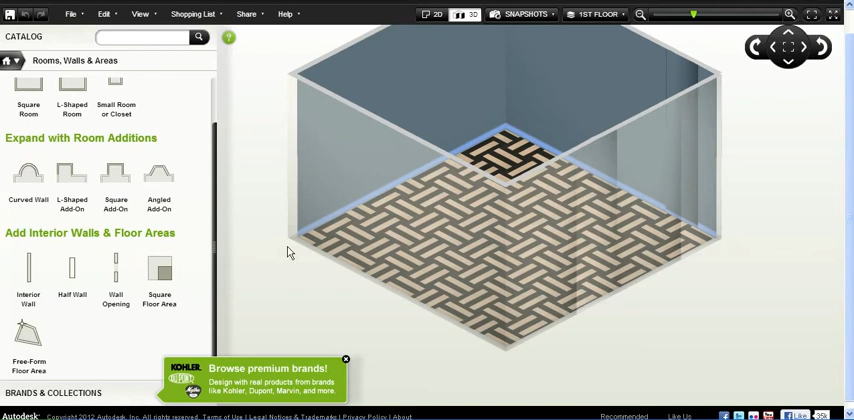 File Edit View Shopping List Share Help 2D 3D SNAPSHOTS 1ST FLOOR
CATALOG
?
Rooms, Walls & Areas
Square Room
L-Shaped Room
Small Room or Closet
Expand with Room Additions
Curved Wall
L-Shaped Add-On
Square Add-On
Angled Add-On
Add Interior Walls & Floor Areas
Interior Wall
Half Wall
Wall Opening
Square Floor Area
Free-Form Floor Area
KOHLER
DUPONT
Browse premium brands!
Design with real products from brands
like Kohler, Dupont, Marvin, and more.
BRANDS & COLLECTIONS
Autodesk Copyright 2012 Autodesk, Inc. All rights reserved. Terms of Use | Legal Notices & Trademarks | Privacy Policy | About Recommended Like Us Like 35k